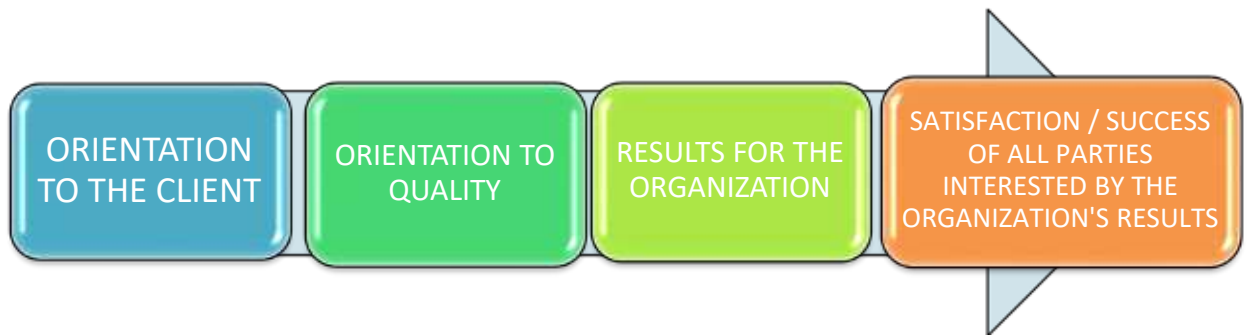 ORIENTATION
TO THE CLIENT
ORIENTATION TO
QUALITY
RESULTS FOR THE
ORGANIZATION
SATISFACTION / SUCCESS
OF ALL PARTIES
INTERESTED BY THE
ORGANIZATION'S RESULTS